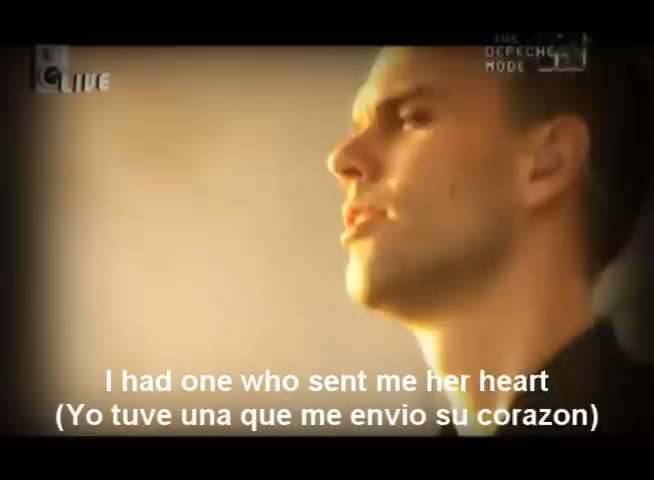 LIVE
DEPECHE
MODE
I had one who sent me her heart
(Yo tuve una que me envio su corazon)